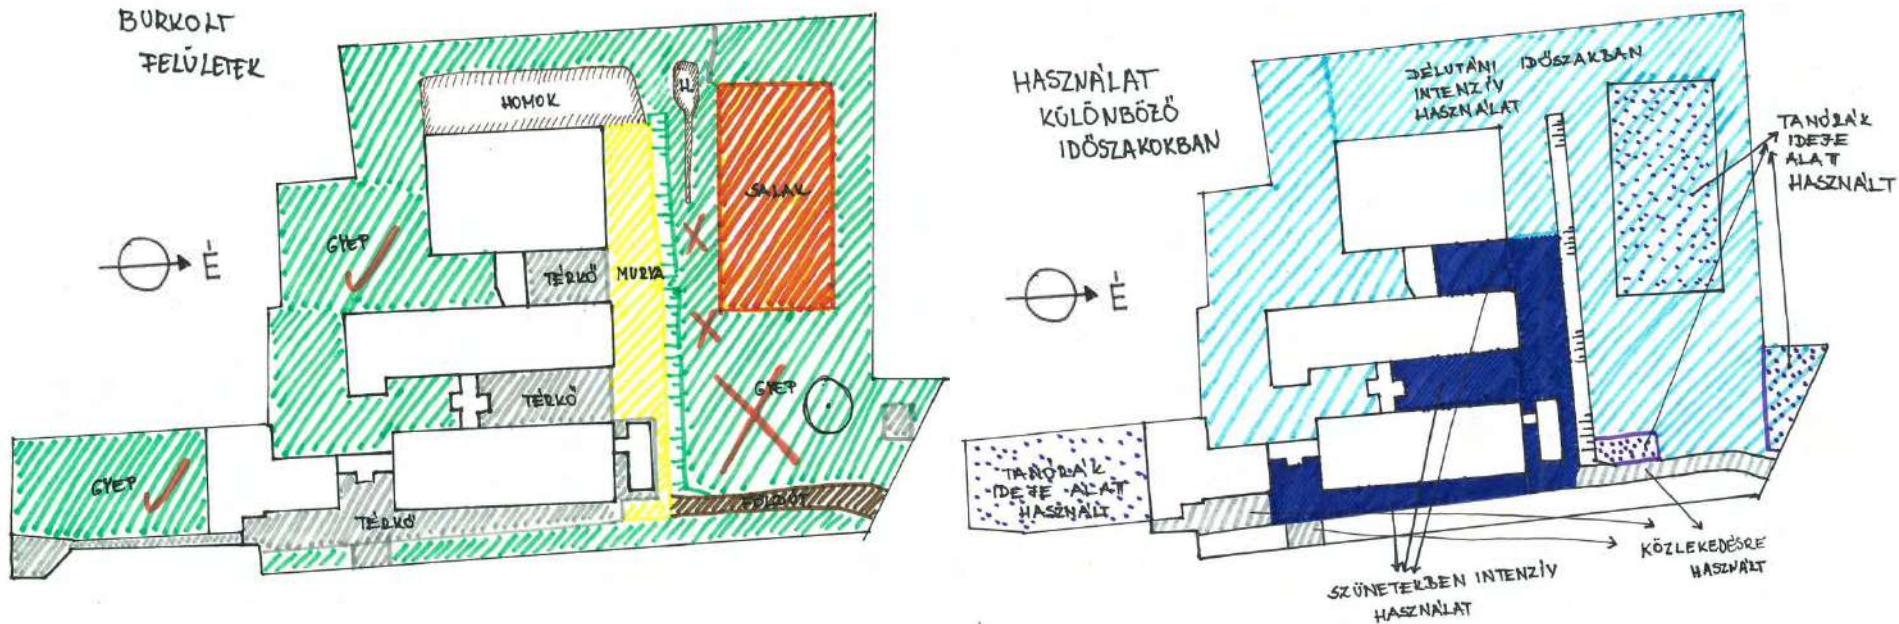 BURKOLT
FELÜLETEK
HOMOK
H.
SALAK
GYEP
É
TÉRKŐ
MURVA
TÉRKŐ
GYEP
GYEP
TÉRKŐ
FÖLDÚT
HASZNÁLAT
KÜLÖNBÖZŐ
IDŐSZAKOKBAN
DÉLUTÁNI IDŐSZAKBAN
INTENZÍV
HASZNÁLAT
TANÓRÁK
IDEJE
ALATT
HASZNÁLT
É
TANÓRÁK
IDEJE ALATT
HASZNÁLT
KÖZLEKEDÉSRE
HASZNÁLT
SZÜNETEKBEN INTENZÍV
HASZNÁLAT